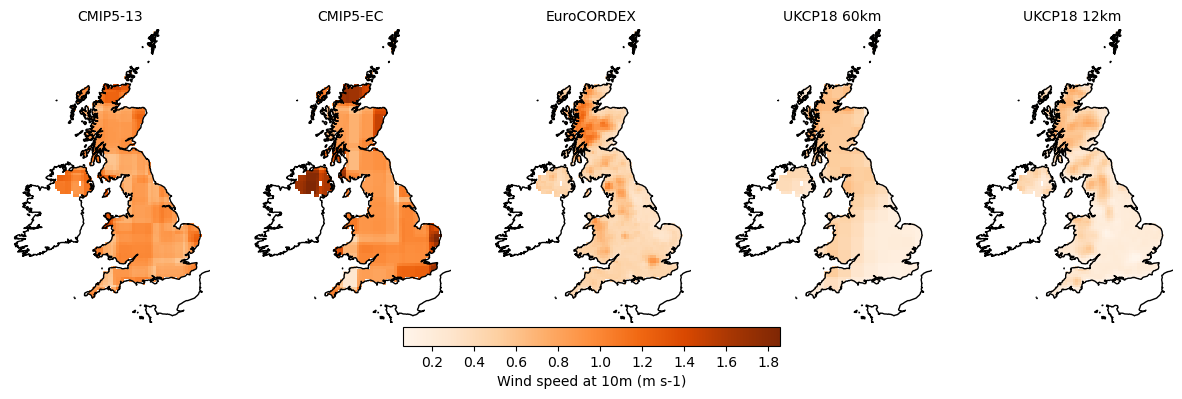 CMIP5-13
CMIP5-EC
EuroCORDEX
UKCP18 60km
UKCP18 12km
0.2 0.4 0.6 0.8 1.0 1.2 1.4 1.6 1.8
Wind speed at 10m (m s-1)